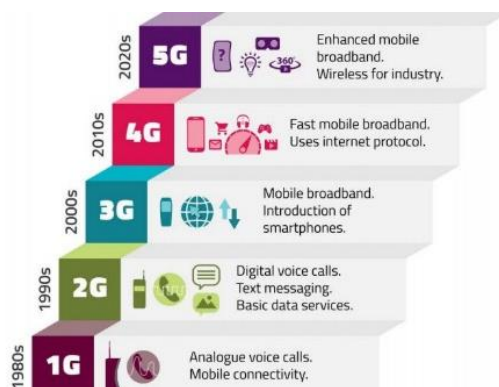 2020s
5G
?
360°
Enhanced mobile
broadband.
Wireless for industry.
2010s
4G
Fast mobile broadband.
Uses internet protocol.
2000s
3G
Mobile broadband.
Introduction of
smartphones.
1990s
2G
Digital voice calls.
Text messaging.
Basic data services.
1980s
1G
Analogue voice calls.
Mobile connectivity.